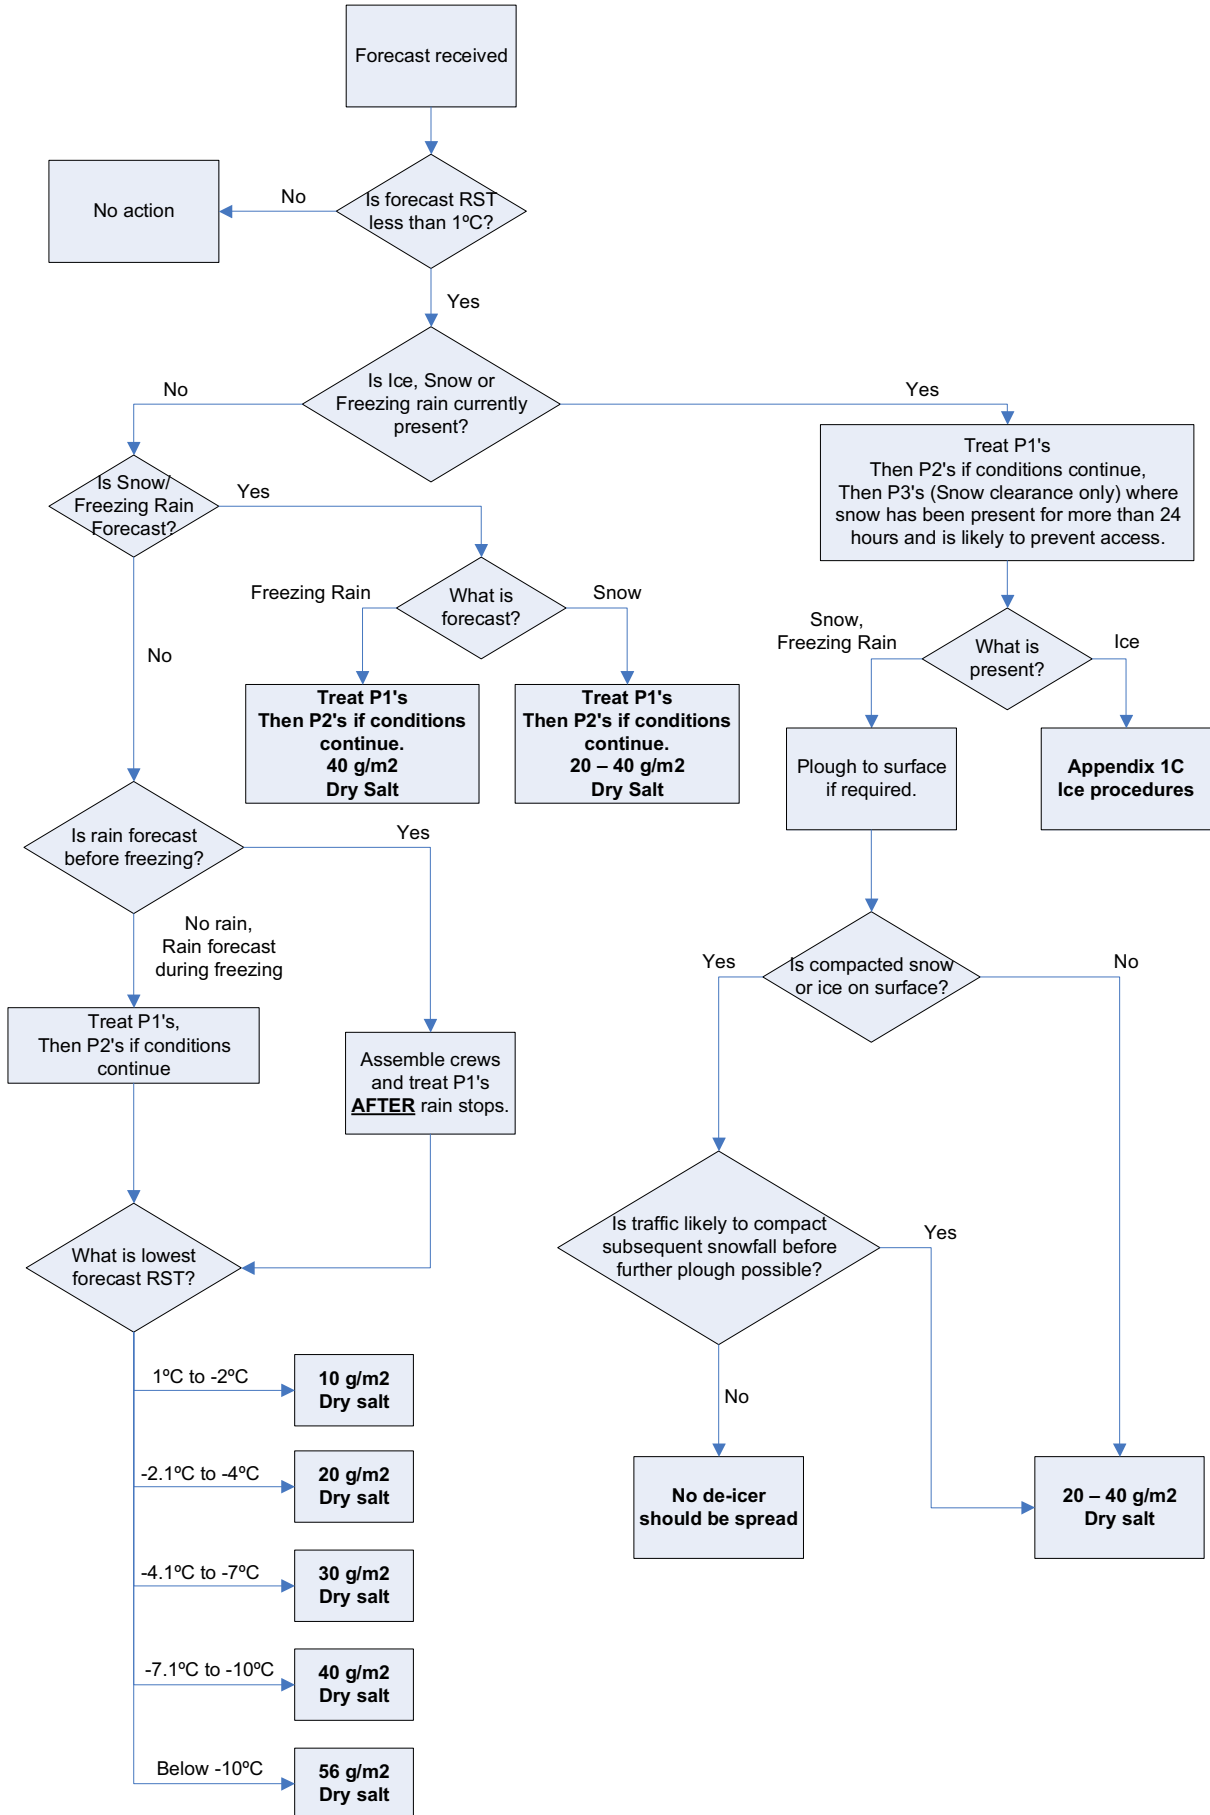 Forecast received
No action
No
Is forecast RST
less than 1ºC?
Yes
No
Is Ice, Snow or
Freezing rain currently
present?
Yes
Treat P1's
Then P2's if conditions continue,
Then P3's (Snow clearance only) where
snow has been present for more than 24
hours and is likely to prevent access.
Is Snow/
Freezing Rain
Forecast?
Yes
Freezing Rain
What is
forecast?
Snow
Snow,
Freezing Rain
What is
present?
Ice
No
Treat P1's
Then P2's if conditions
continue.
40 g/m2
Dry Salt
Treat P1's
Then P2's if conditions
continue.
20 – 40 g/m2
Dry Salt
Plough to surface
if required.
Appendix 1C
Ice procedures
Is rain forecast
before freezing?
Yes
No rain,
Rain forecast
during freezing
Yes
Is compacted snow
or ice on surface?
No
Treat P1's,
Then P2's if conditions
continue
Assemble crews
and treat P1's
AFTER rain stops.
What is lowest
forecast RST?
Is traffic likely to compact
subsequent snowfall before
further plough possible?
Yes
No
1ºC to -2ºC
10 g/m2
Dry salt
-2.1ºC to -4ºC
20 g/m2
Dry salt
No de-icer
should be spread
20 – 40 g/m2
Dry salt
-4.1ºC to -7ºC
30 g/m2
Dry salt
-7.1ºC to -10ºC
40 g/m2
Dry salt
Below -10ºC
56 g/m2
Dry salt